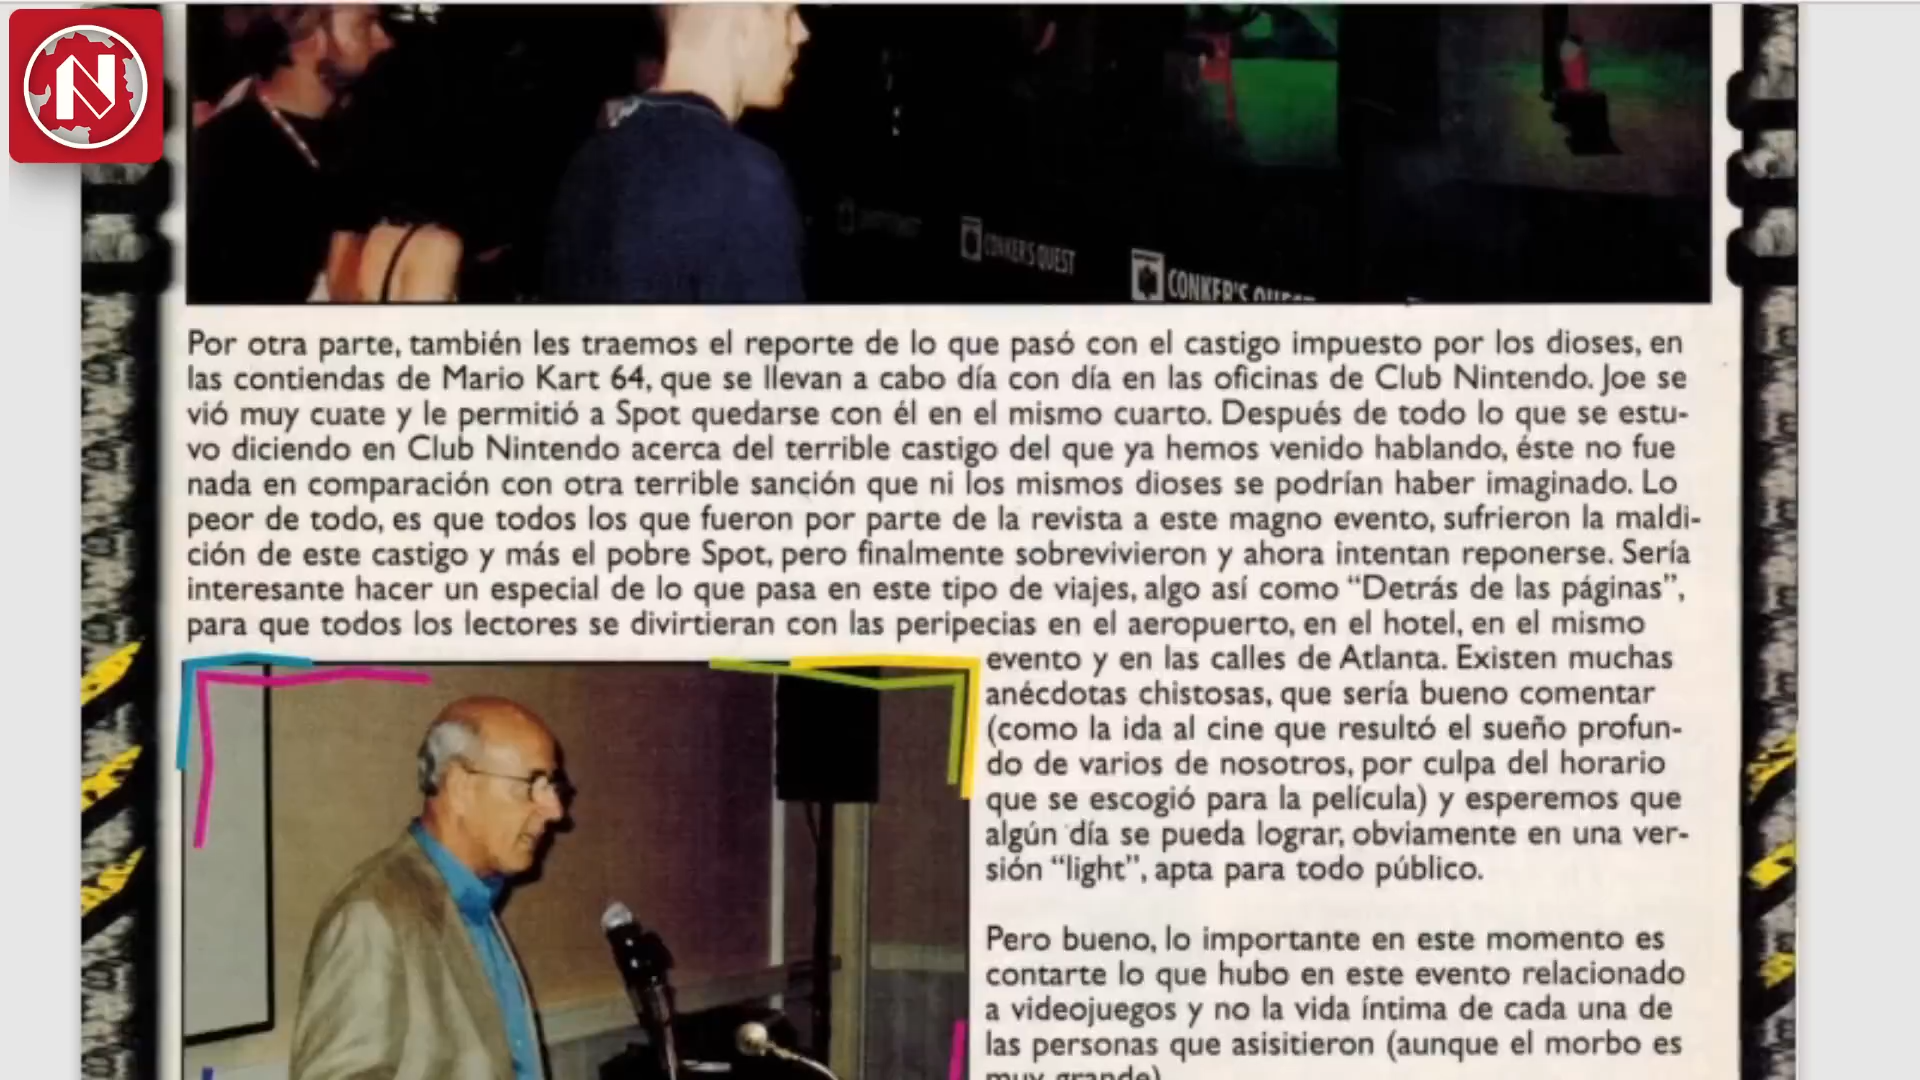 N
CONKER'S QUEST
CONKER'S QUEST
Por otra parte, también les traemos el reporte de lo que pasó con el castigo impuesto por los dioses, en
las contiendas de Mario Kart 64, que se llevan a cabo día con día en las oficinas de Club Nintendo. Joe se
vió muy cuate y le permitió a Spot quedarse con él en el mismo cuarto. Después de todo lo que se estu-
vo diciendo en Club Nintendo acerca del terrible castigo del que ya hemos venido hablando, éste no fue
nada en comparación con otra terrible sanción que ni los mismos dioses se podrían haber imaginado. Lo
peor de todo, es que todos los que fueron por parte de la revista a este magno evento, sufrieron la maldi-
ción de este castigo y más el pobre Spot, pero finalmente sobrevivieron y ahora intentan reponerse. Sería
interesante hacer un especial de lo que pasa en este tipo de viajes, algo así como “Detrás de las páginas”,
para que todos los lectores se divirtieran con las peripecias en el aeropuerto, en el hotel, en el mismo
evento y en las calles de Atlanta. Existen muchas
anécdotas chistosas, que sería bueno comentar
(como la ida al cine que resultó el sueño profun-
do de varios de nosotros, por culpa del horario
que se escogió para la película) y esperemos que
algún día se pueda lograr, obviamente en una ver-
sión “light”, apta para todo público.
Pero bueno, lo importante en este momento es
contarte lo que hubo en este evento relacionado
a videojuegos y no la vida íntima de cada una de
las personas que asisitieron (aunque el morbo es
muy grande)